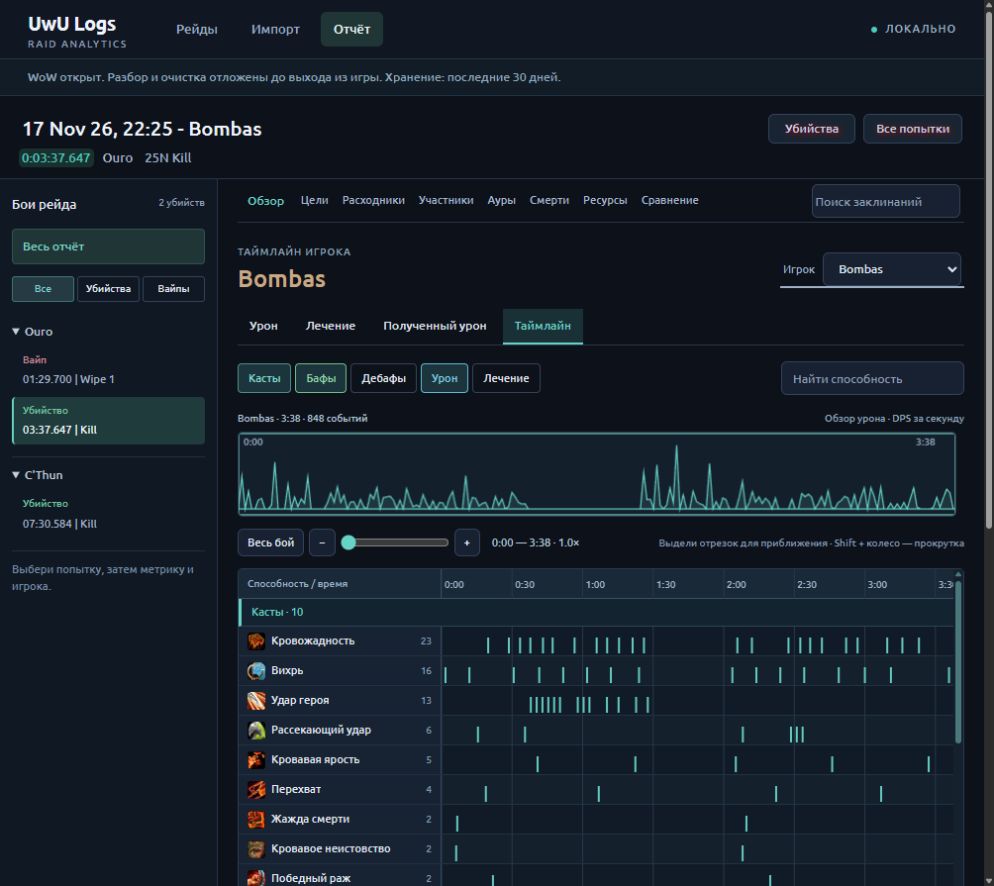 UwU Logs
RAID ANALYTICS
Рейды
Импорт
Отчёт
ЛОКАЛЬНО
WoW открыт. Разбор и очистка отложены до выхода из игры. Хранение: последние 30 дней.
17 Nov 26, 22:25 - Bombas
Убийства
Все попытки
0:03:37.647 Ouro 25N Kill
Бои рейда
2 убийств
Весь отчёт
Все
Убийства
Вайпы
Ouro
Вайп
01:29.700 | Wipe 1
Убийство
03:37.647 | Kill
C'Thun
Убийство
07:30.584 | Kill
Выбери попытку, затем метрику и
игрока.
Обзор
Цели
Расходники
Участники
Ауры
Смерти
Ресурсы
Сравнение
Поиск заклинаний
ТАЙМЛАЙН ИГРОКА
Bombas
Игрок
Bombas
Урон
Лечение
Полученный урон
Таймлайн
Касты
Бафы
Дебафы
Урон
Лечение
Найти способность
Bombas · 3:38 · 848 событий
Обзор урона · DPS за секунду
0:00
3:38
Весь бой
−
+
0:00 — 3:38 · 1.0×
Выдели отрезок для приближения · Shift + колесо — прокрутка
Способность / время
0:00
0:30
1:00
1:30
2:00
2:30
3:00
Касты · 10
Кровожадность 23
Вихрь 16
Удар героя 13
Рассекающий удар 6
Кровавая ярость 5
Перехват 4
Жажда смерти 2
Кровавое неистовство 2
Победный раж 2